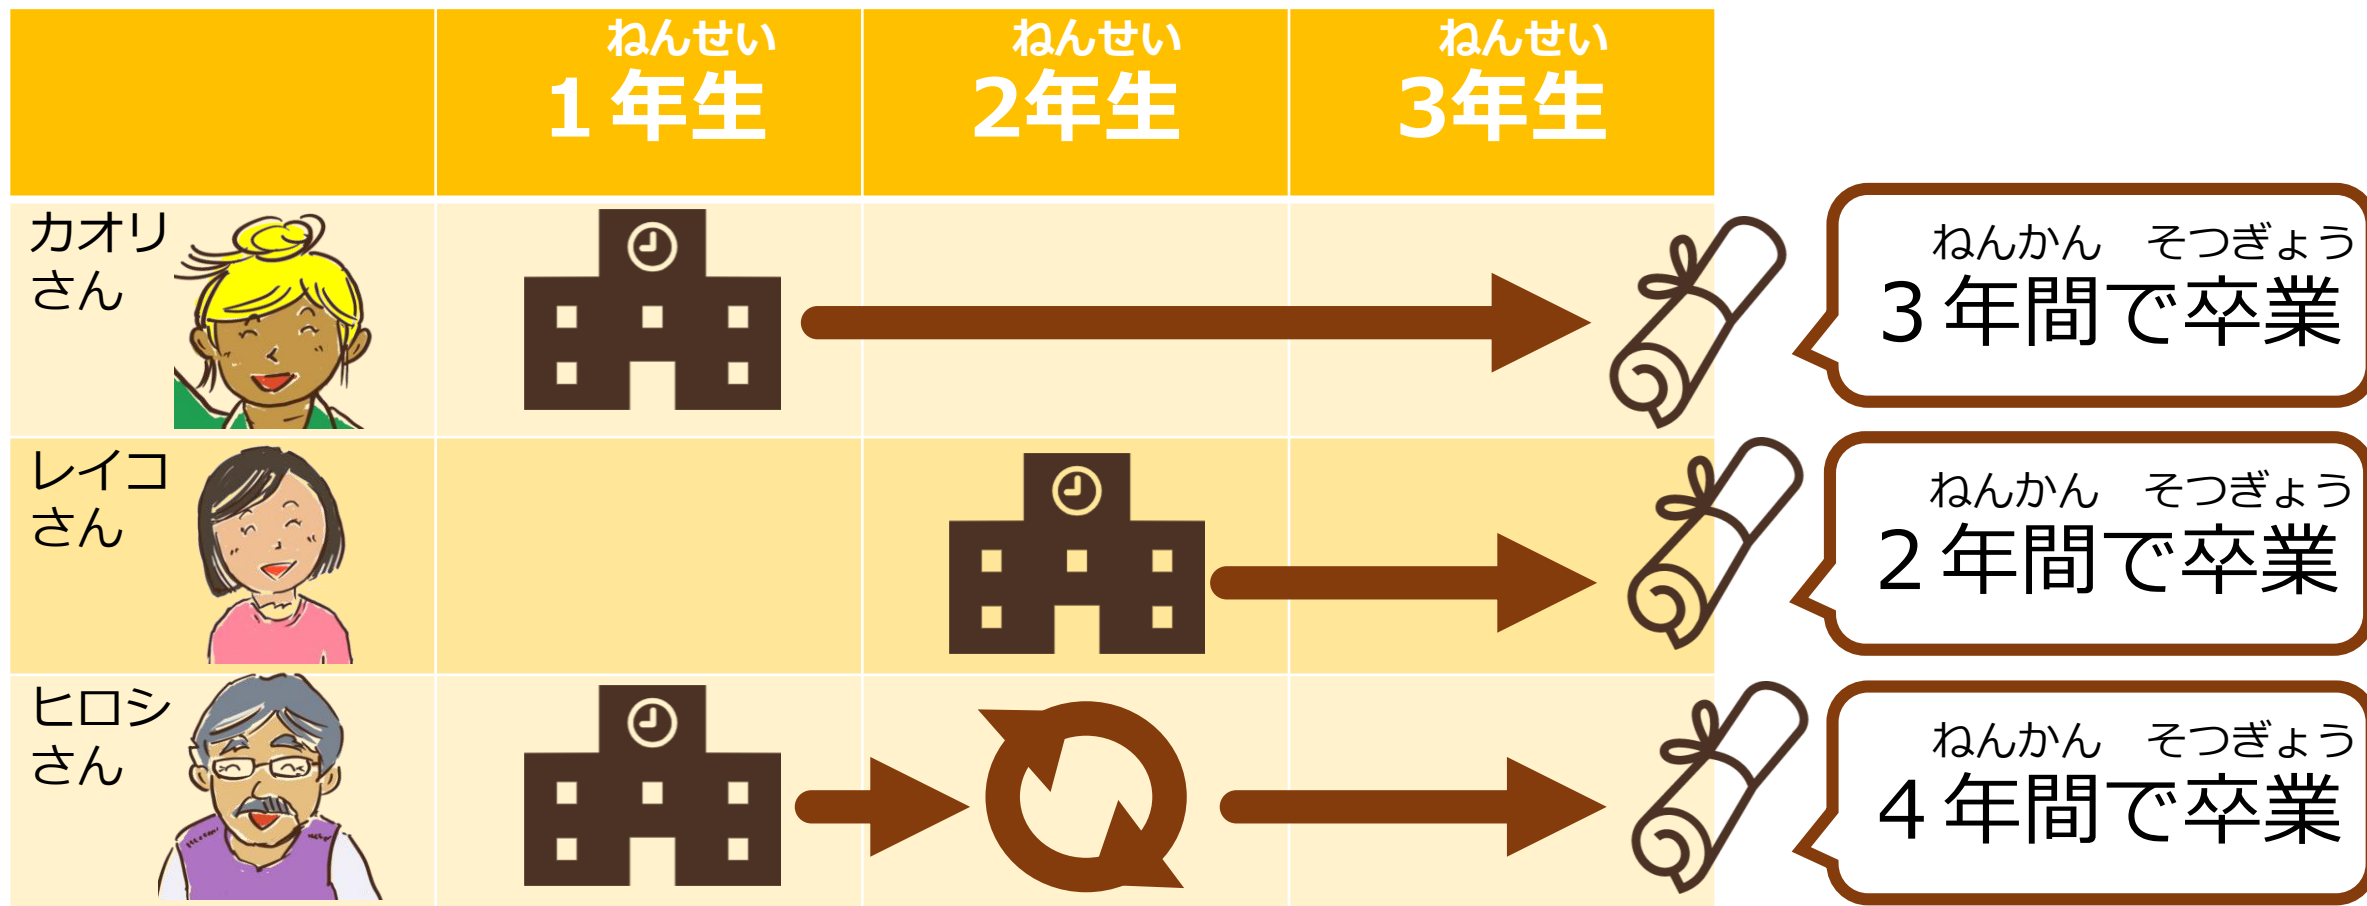 ねんせい ねんせい ねんせい
1年生 2年生 3年生
カオリ
さん
ねんかん そつぎょう
3年間で卒業
レイコ
さん
ねんかん そつぎょう
2年間で卒業
ヒロシ
さん
ねんかん そつぎょう
4年間で卒業